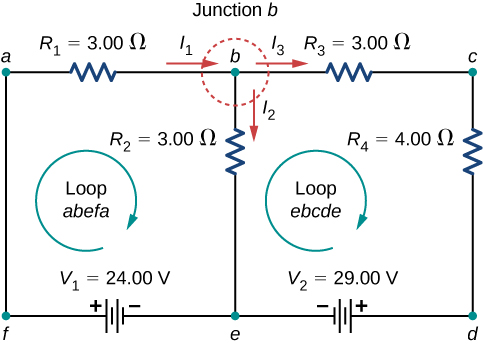 Junction b
R₁ = 3.00 Ω I₁ I₃ R₃ = 3.00 Ω
a b c
I₂
R₂ = 3.00 Ω R₄ = 4.00 Ω
Loop
abefa
Loop
ebcde
V₁ = 24.00 V V₂ = 29.00 V
+ − − +
f e d